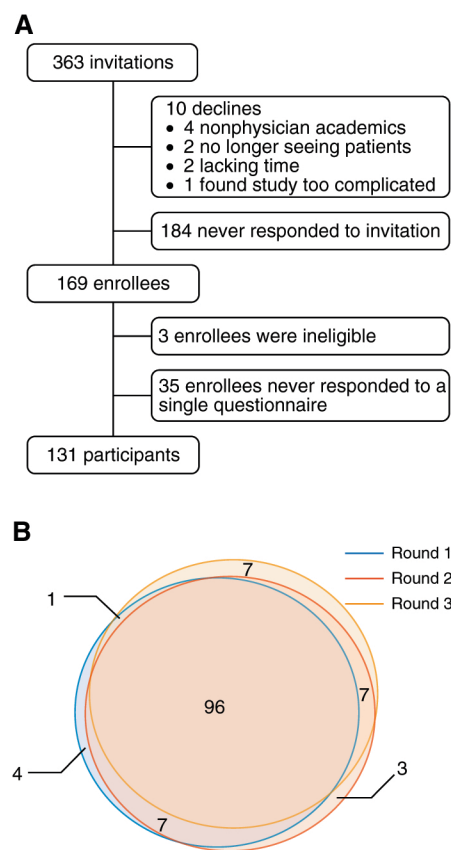 A
363 invitations
10 declines
• 4 nonphysician academics
• 2 no longer seeing patients
• 2 lacking time
• 1 found study too complicated
184 never responded to invitation
169 enrollees
3 enrollees were ineligible
35 enrollees never responded to a
single questionnaire
131 participants
B
Round 1
Round 2
Round 3
7
1
7
96
3
4
7